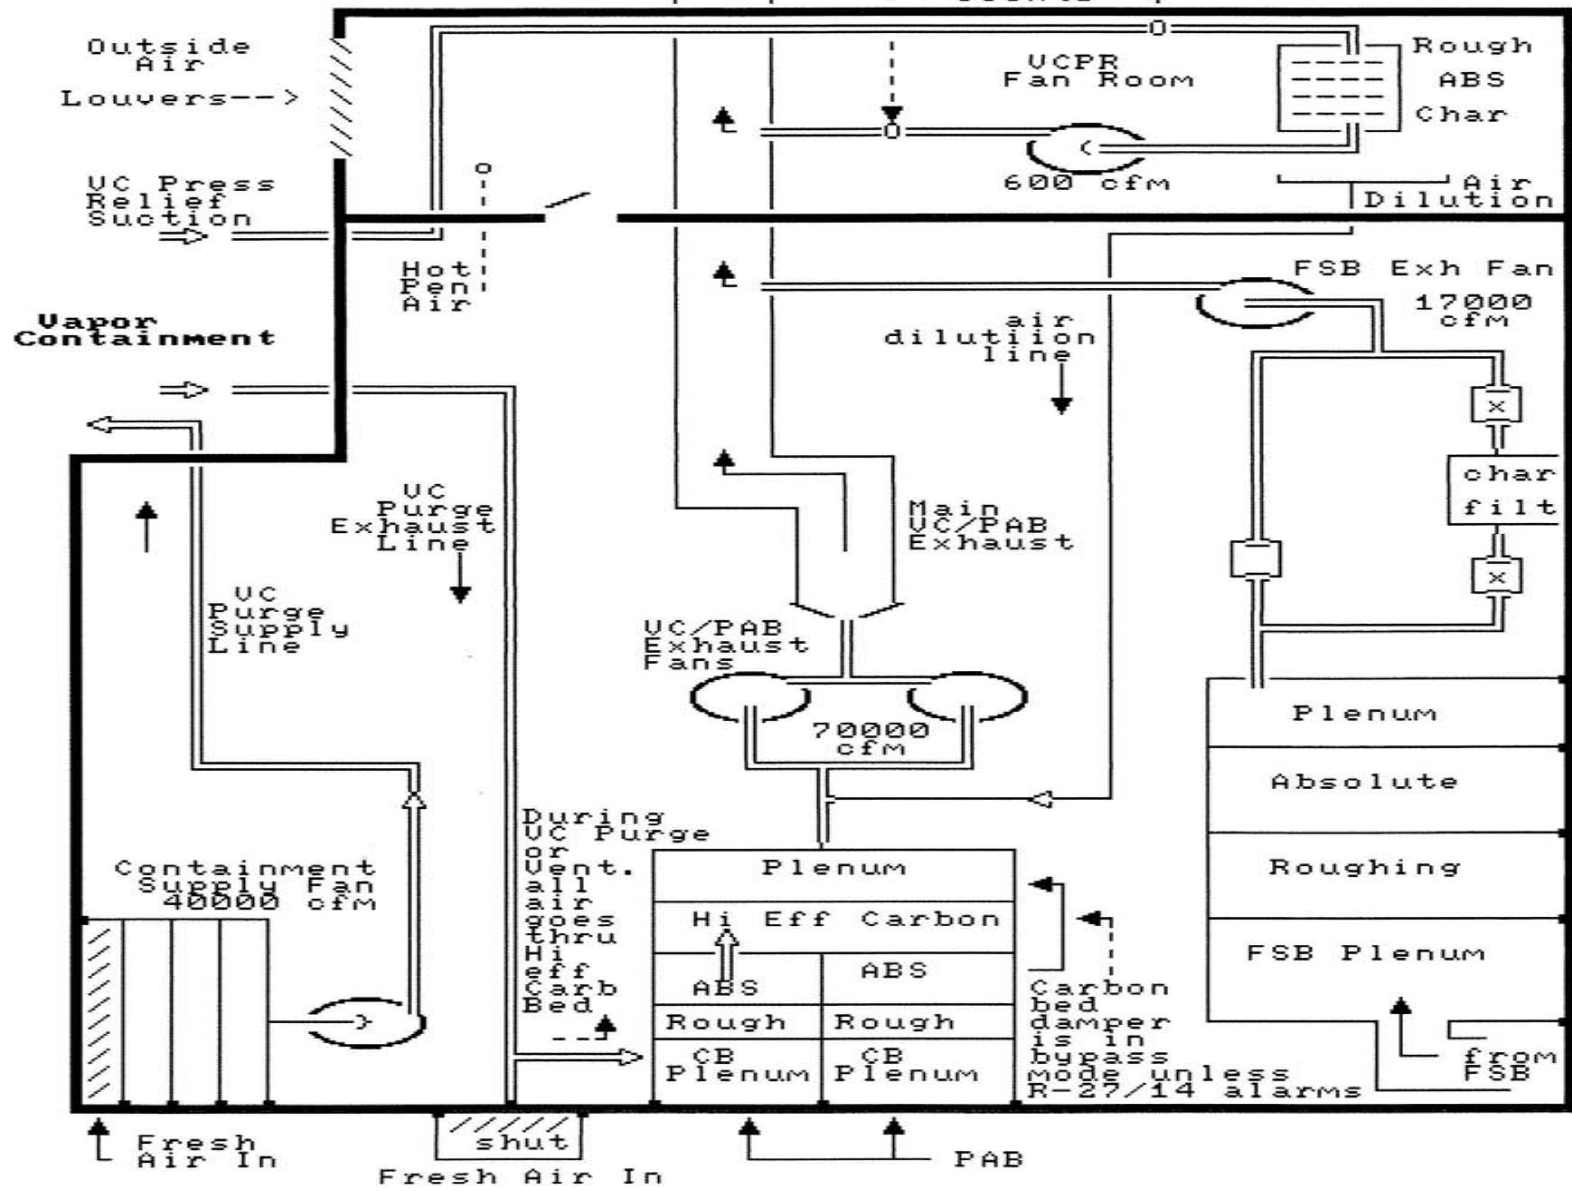 Outside
Air
Louvers-->
VC Press
Relief
Suction
Vapor
Containment
Hot
Pen
Air
VCPR
Fan Room
600 cfm
Rough
ABS
Char
Air
Dilution
FSB Exh Fan
17000
cfm
air
dilutiion
line
x
char
filt
x
VC
Purge
Exhaust
Line
Main
VC/PAB
Exhaust
VC
Purge
Supply
Line
VC/PAB
Exhaust
Fans
70000
cfm
Plenum
Absolute
Roughing
FSB Plenum
from
FSB
Containment
Supply Fan
40000 cfm
During
VC Purge
or
Vent.
all
air
goes
thru
Hi
eff
Carb
Bed
Plenum
Hi Eff Carbon
ABS
ABS
Rough
Rough
CB
Plenum
CB
Plenum
Carbon
bed
damper
is in
bypass
mode unless
R-27/14 alarms
Fresh
Air In
shut
Fresh Air In
PAB